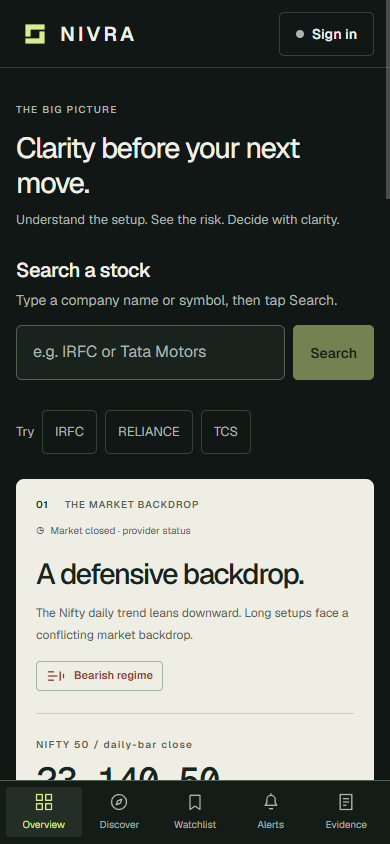 NIVRA
Sign in
THE BIG PICTURE
Clarity before your next
move.
Understand the setup. See the risk. Decide with clarity.
Search a stock
Type a company name or symbol, then tap Search.
e.g. IRFC or Tata Motors
Search
Try
IRFC
RELIANCE
TCS
01 THE MARKET BACKDROP
Market closed · provider status
A defensive backdrop.
The Nifty daily trend leans downward. Long setups face a
conflicting market backdrop.
Bearish regime
NIFTY 50 / daily-bar close
23,140.50
Overview
Discover
Watchlist
Alerts
Evidence